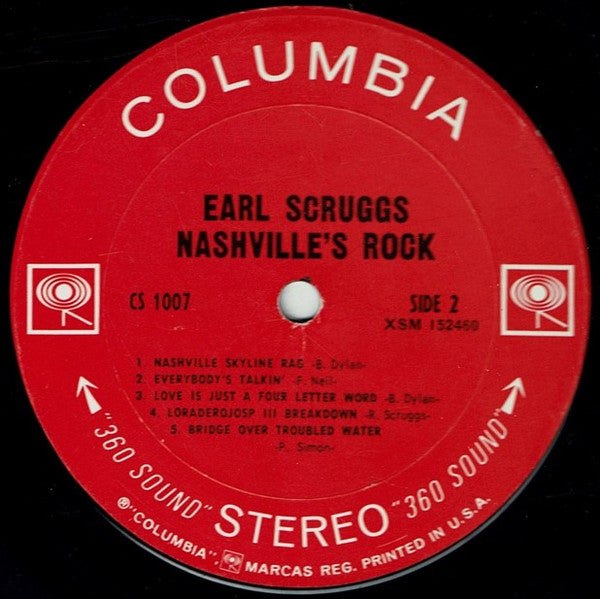 COLUMBIA
EARL SCRUGGS
NASHVILLE'S ROCK
CS 1007
SIDE 2
XSM 152460
1. NASHVILLE SKYLINE RAG -B. Dylan-
2. EVERYBODY'S TALKIN' -F. Neil-
3. LOVE IS JUST A FOUR LETTER WORD -B. Dylan-
4. LORADEROJOSP III BREAKDOWN -R. Scruggs-
5. BRIDGE OVER TROUBLED WATER
-P. Simon-
"360 SOUND" STEREO "360 SOUND"
®"COLUMBIA", MARCAS REG. PRINTED IN U.S.A.